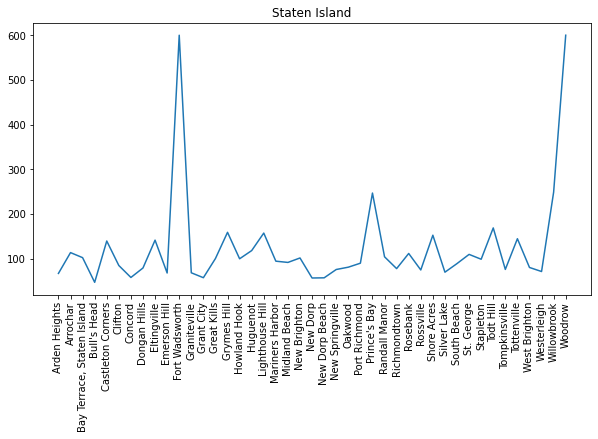 Staten Island
600
500
400
300
200
100
Arden Heights
Arrochar
Bay Terrace, Staten Island
Bull's Head
Castleton Corners
Clifton
Concord
Dongan Hills
Eltingville
Emerson Hill
Fort Wadsworth
Graniteville
Grant City
Great Kills
Grymes Hill
Howland Hook
Huguenot
Lighthouse Hill
Mariners Harbor
Midland Beach
New Brighton
New Dorp
New Dorp Beach
New Springville
Oakwood
Port Richmond
Prince's Bay
Randall Manor
Richmondtown
Rosebank
Rossville
Shore Acres
Silver Lake
South Beach
St. George
Stapleton
Todt Hill
Tompkinsville
Tottenville
West Brighton
Westerleigh
Willowbrook
Woodrow